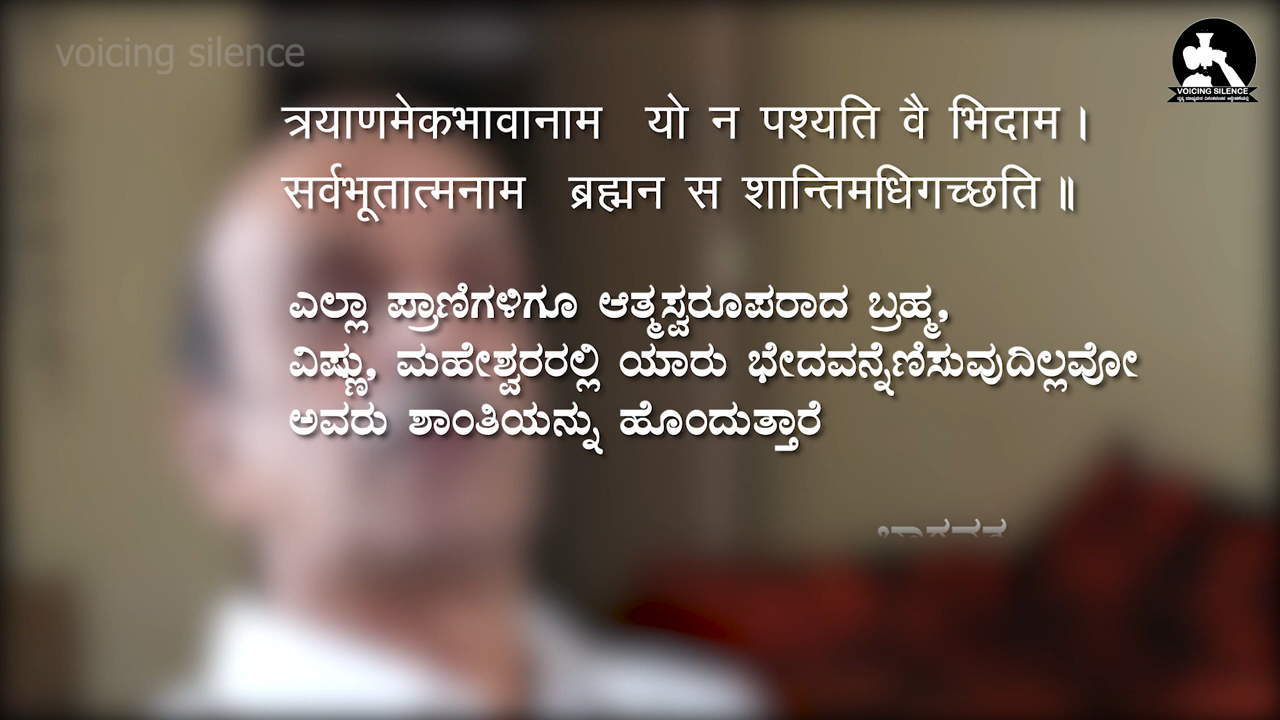 voicing silence
VOICING SILENCE
त्रयाणमेकभावानाम यो न पश्यति वै भिदाम।
सर्वभूतात्मनाम ब्रह्मन स शान्तिमधिगच्छति॥
ಎಲ್ಲಾ ಪ್ರಾಣಿಗಳಿಗೂ ಆತ್ಮಸ್ವರೂಪರಾದ ಬ್ರಹ್ಮ,
ವಿಷ್ಣು, ಮಹೇಶ್ವರರಲ್ಲಿ ಯಾರು ಭೇದವನ್ನೆಣಿಸುವುದಿಲ್ಲವೋ
ಅವರು ಶಾಂತಿಯನ್ನು ಹೊಂದುತ್ತಾರೆ